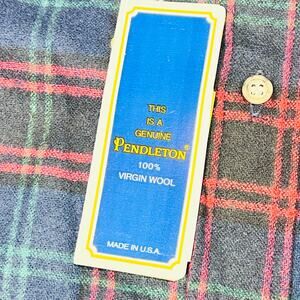 THIS
IS A
GENUINE
PENDLETON®
100%
VIRGIN WOOL
MADE IN U.S.A.